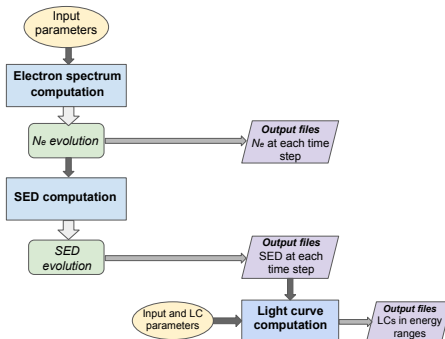 Input
parameters
Electron spectrum
computation
Nₑ evolution
Output files
Nₑ at each time
step
SED computation
SED
evolution
Output files
SED at each
time step
Input and LC
parameters
Light curve
computation
Output files
LCs in energy
ranges